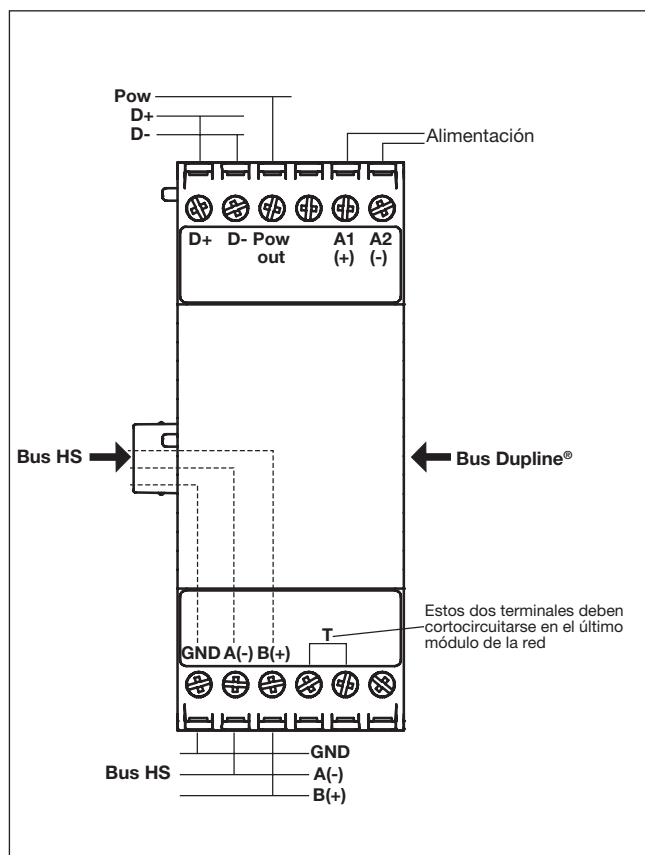 Pow
D+
D-
Alimentación
D+ D- Pow out A1 (+) A2 (-)
Bus HS
Bus Dupline®
Estos dos terminales deben
cortocircuitarse en el último
módulo de la red
T
GND A(-) B(+)
GND
Bus HS
A(-)
B(+)